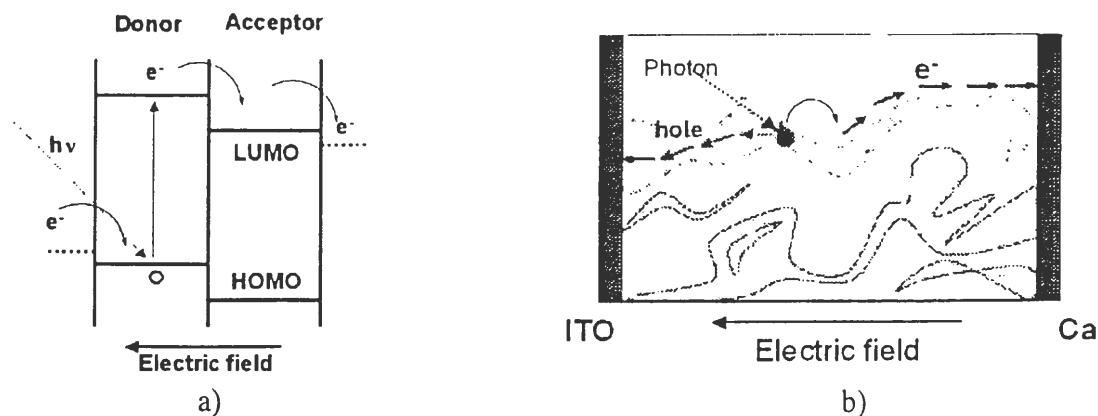 Donor
Acceptor
e⁻
e⁻
hν
LUMO
e⁻
HOMO
Electric field
a)
Photon
e⁻
hole
ITO
Ca
Electric field
b)